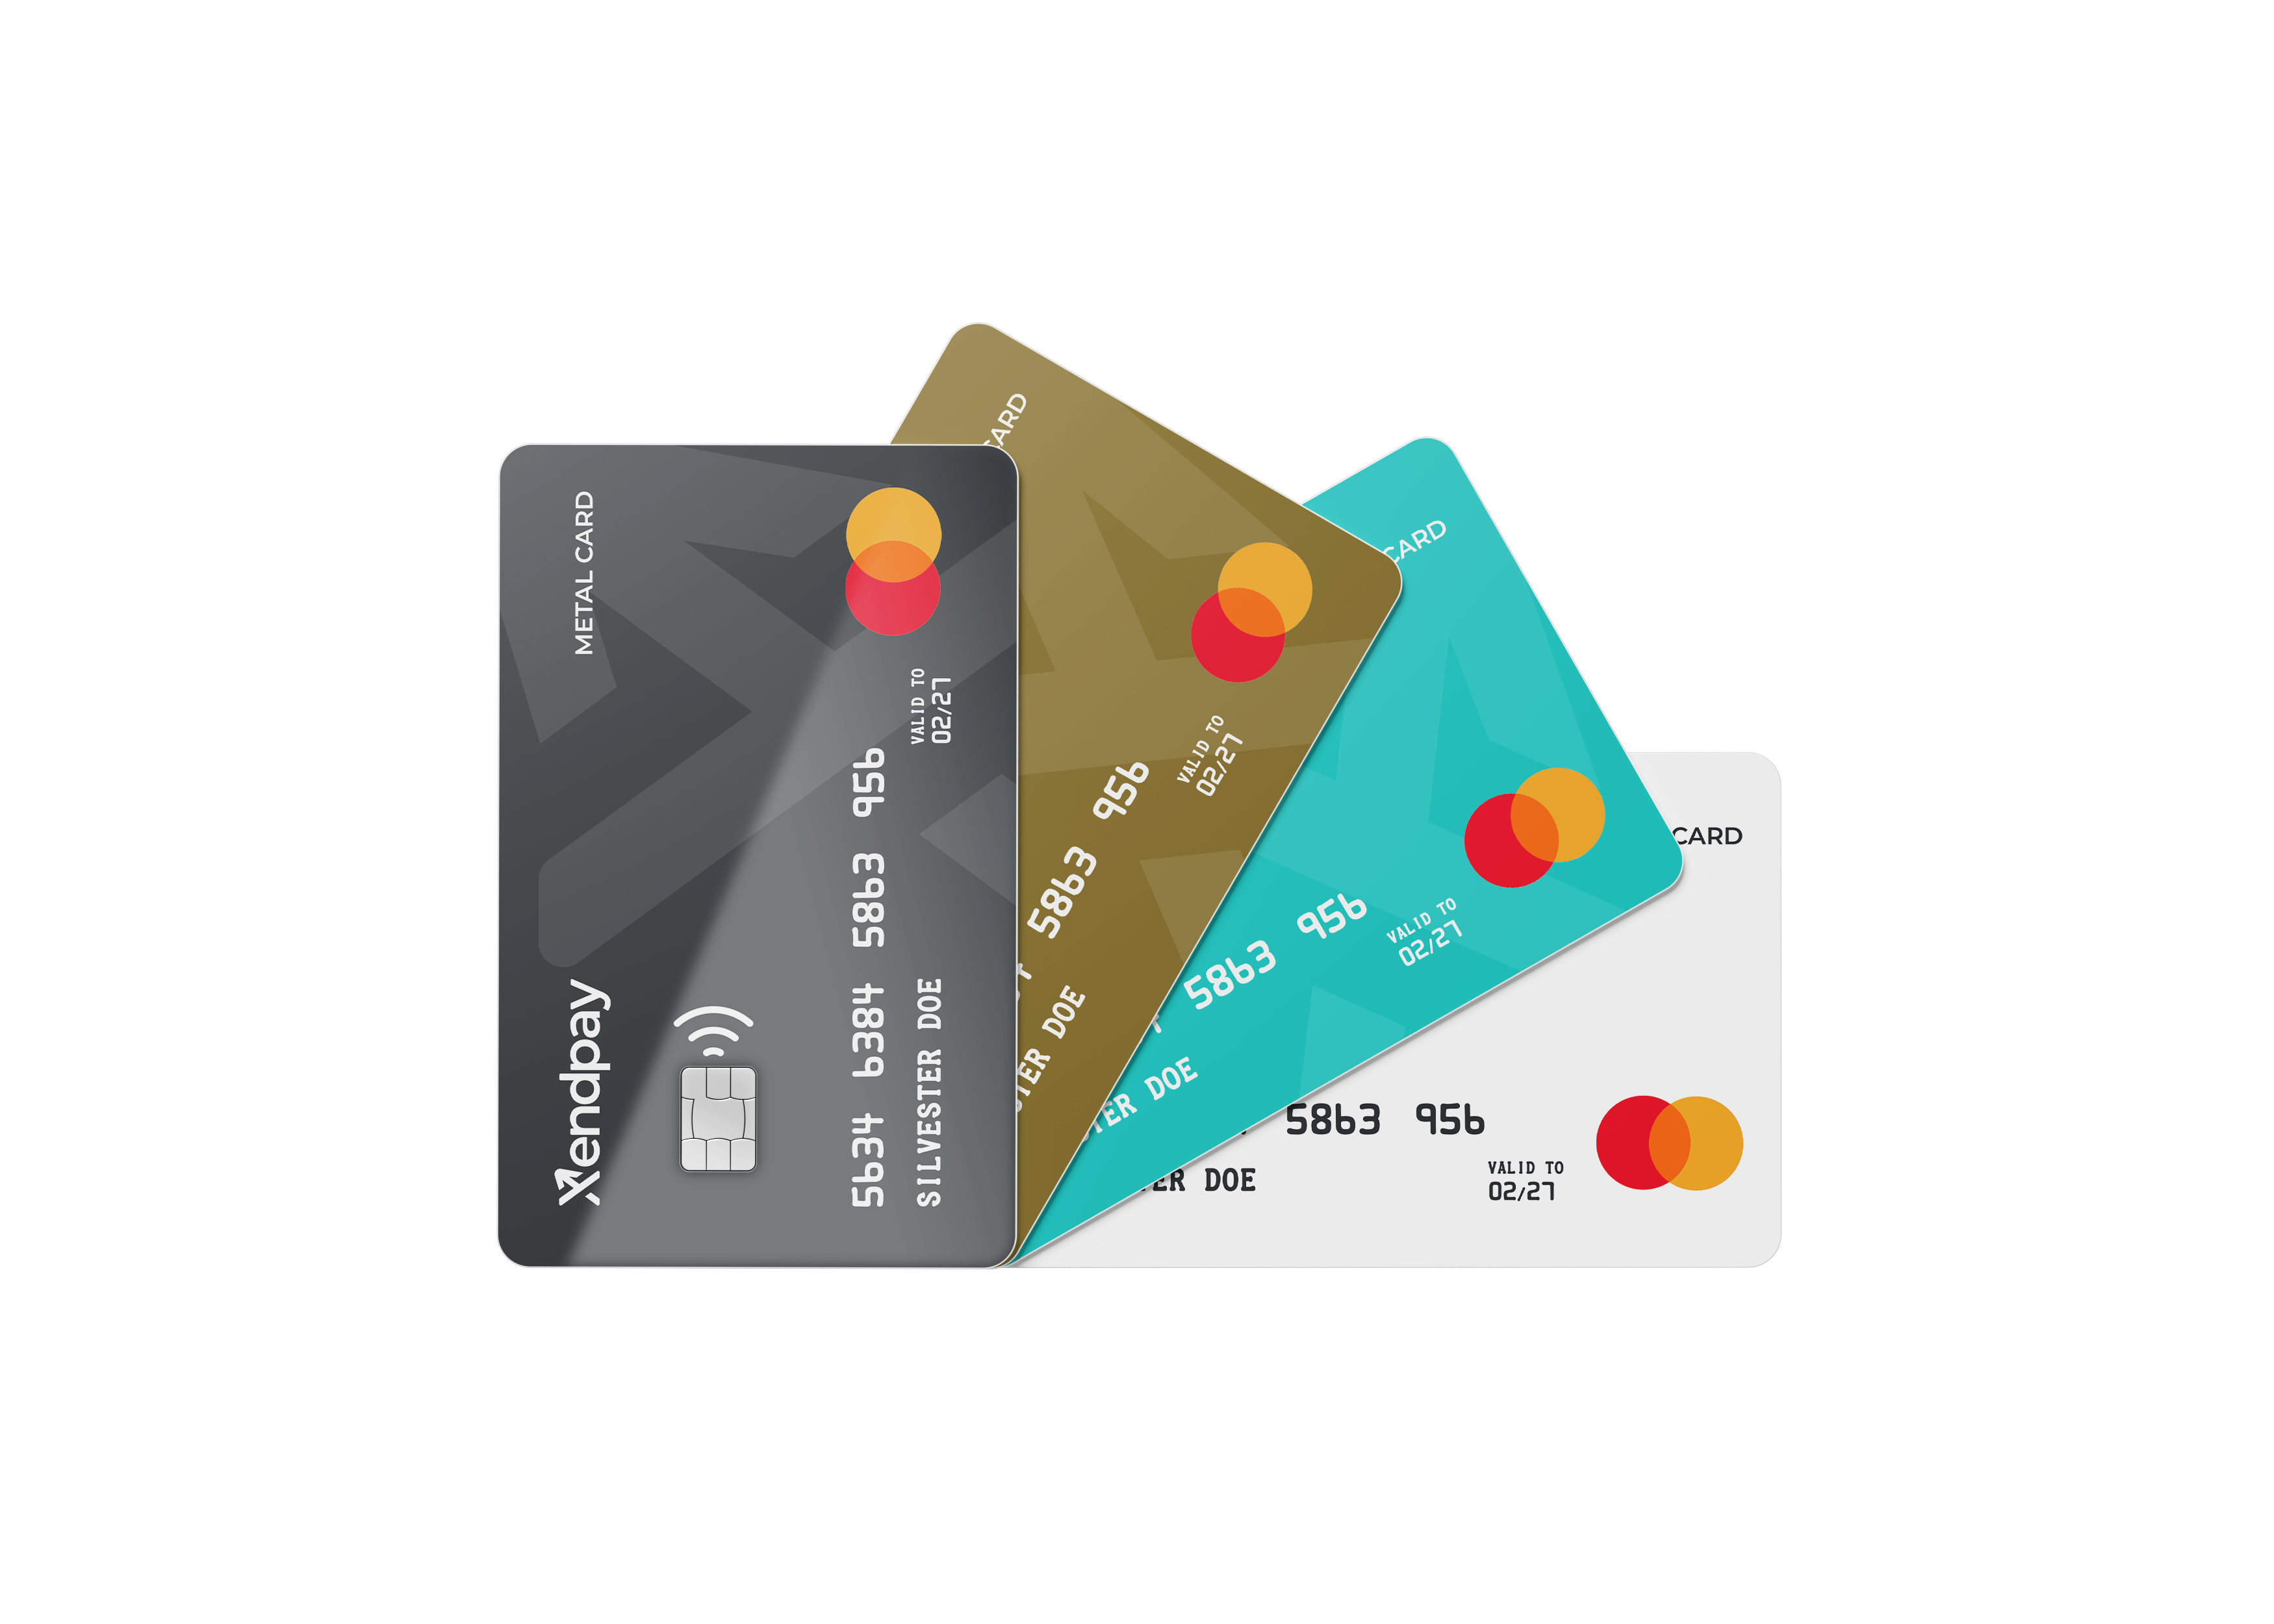 METAL CARD
Xendpay
5634 6384 5863 956
VALID TO
02/27
SILVESTER DOE
CARD
5863 956
VALID TO
02/27
DOE
CARD
5863 956
VALID TO
02/27
DOE
CARD
5863 956
VALID TO
02/27
DOE